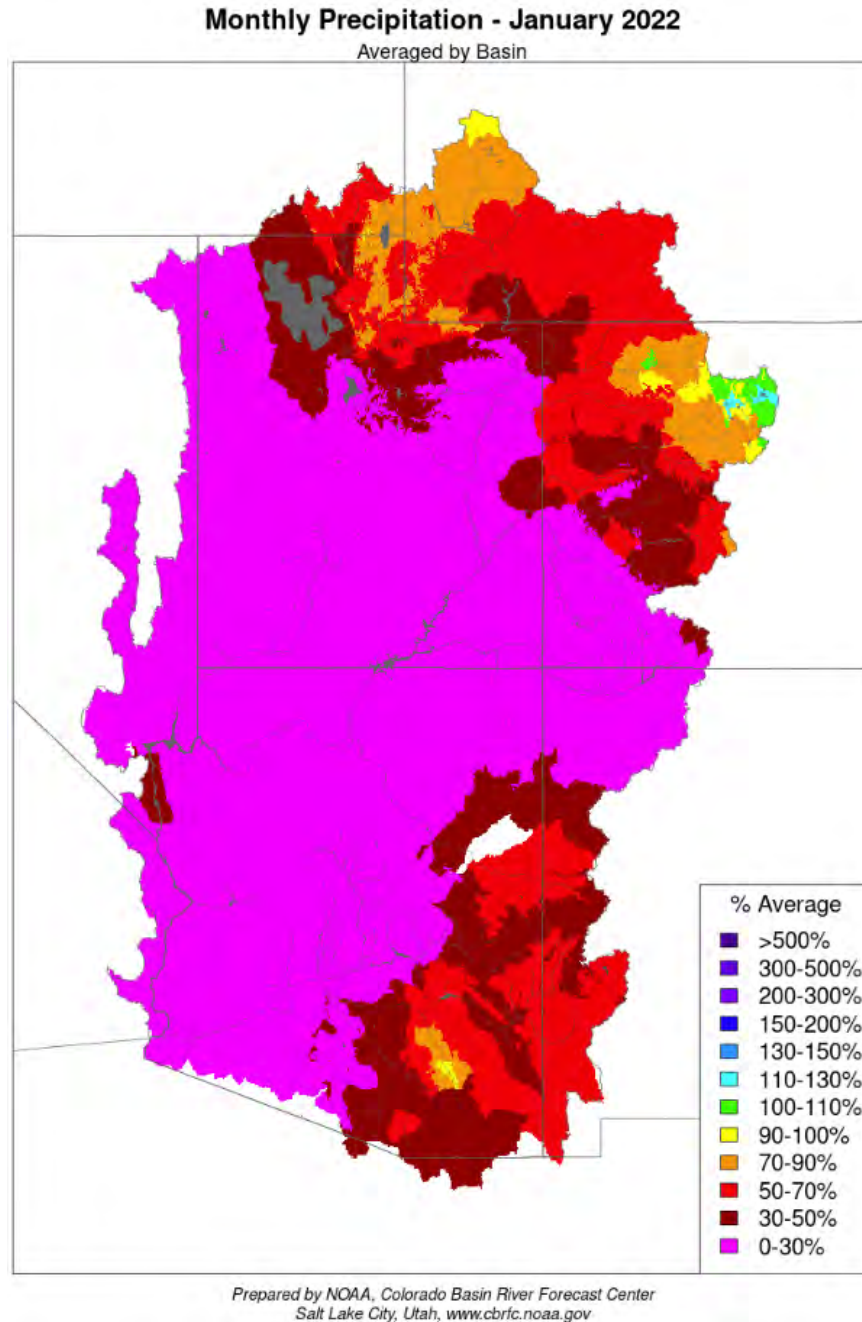 Monthly Precipitation - January 2022
Averaged by Basin
% Average
>500%
300-500%
200-300%
150-200%
130-150%
110-130%
100-110%
90-100%
70-90%
50-70%
30-50%
0-30%
Prepared by NOAA, Colorado Basin River Forecast Center
Salt Lake City, Utah, www.cbrfc.noaa.gov